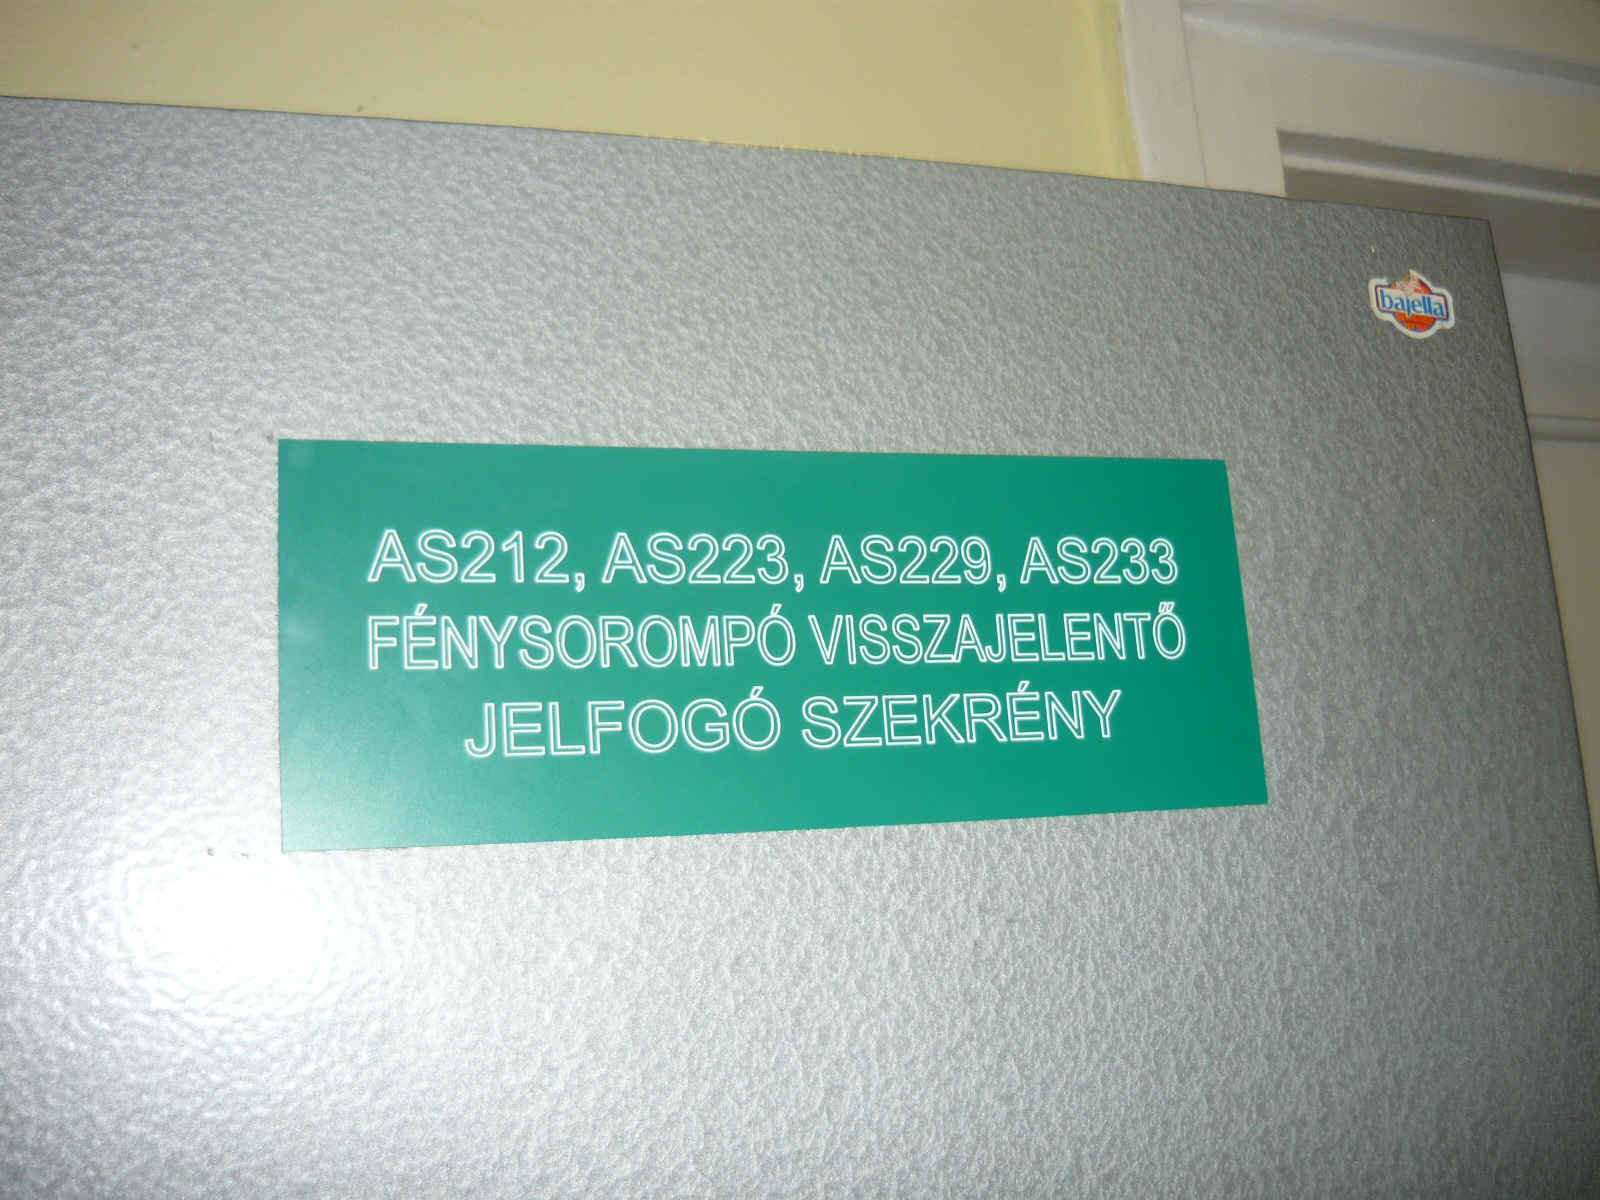 bajella
AS212, AS223, AS229, AS233
FÉNYSOROMPÓ VISSZAJELENTŐ
JELFOGÓ SZEKRÉNY